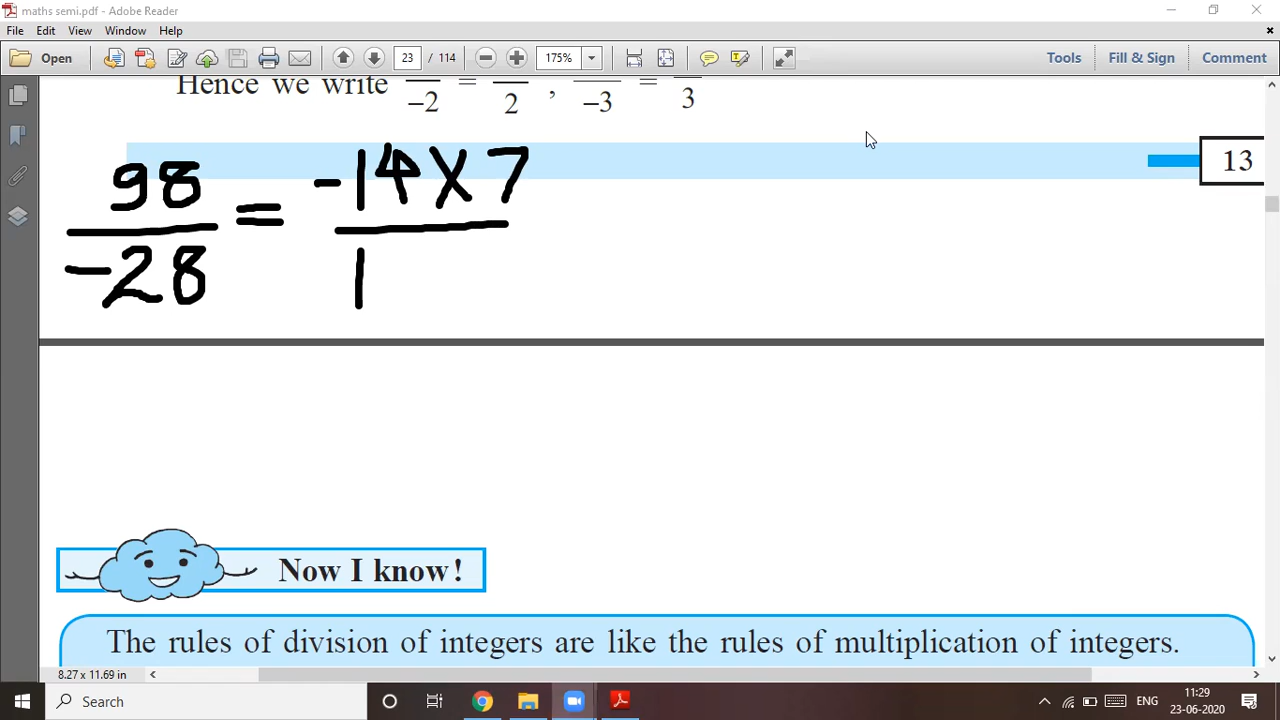 maths semi.pdf - Adobe Reader
File Edit View Window Help
Open 23 / 114 175% Tools Fill & Sign Comment
Hence we write — = — , — = —
–2 2 –3 3
13
98 = -14X7
-28 1
Now I know!
The rules of division of integers are like the rules of multiplication of integers.
8.27 x 11.69 in
Search ENG 11:29
23-06-2020